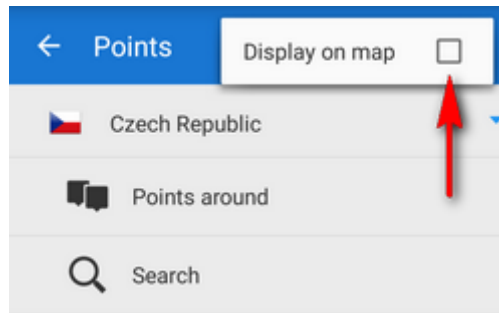 Points
Display on map
Czech Republic
Points around
Search